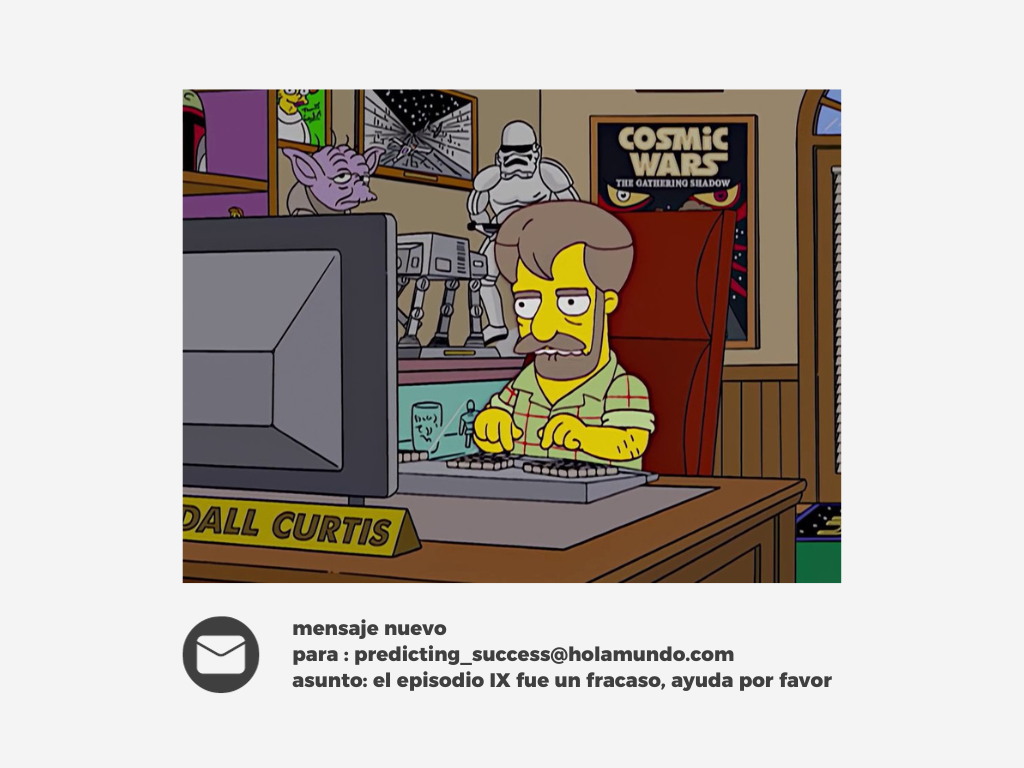 COSMiC
WARS
THE GATHERING SHADOW
DALL CURTIS
mensaje nuevo
para : predicting_success@holamundo.com
asunto: el episodio IX fue un fracaso, ayuda por favor